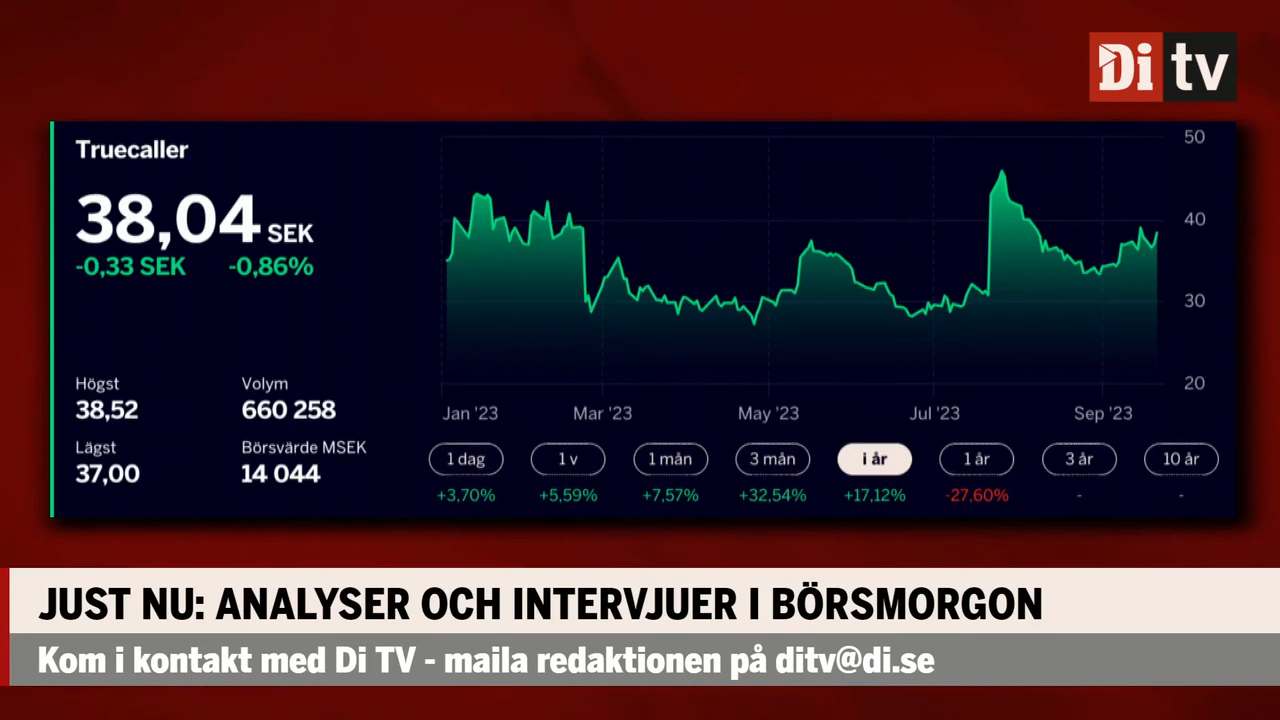 Di tv
Truecaller
38,04 SEK
-0,33 SEK -0,86%
Högst Volym
38,52 660 258
Lägst Börsvärde MSEK
37,00 14 044
50
40
30
20
Jan '23 Mar '23 May '23 Jul '23 Sep '23
1 dag 1 v 1 mån 3 mån i år 1 år 3 år 10 år
+3,70% +5,59% +7,57% +32,54% +17,12% -27,60% - -
JUST NU: ANALYSER OCH INTERVJUER I BÖRSMORGON
Kom i kontakt med Di TV - maila redaktionen på ditv@di.se